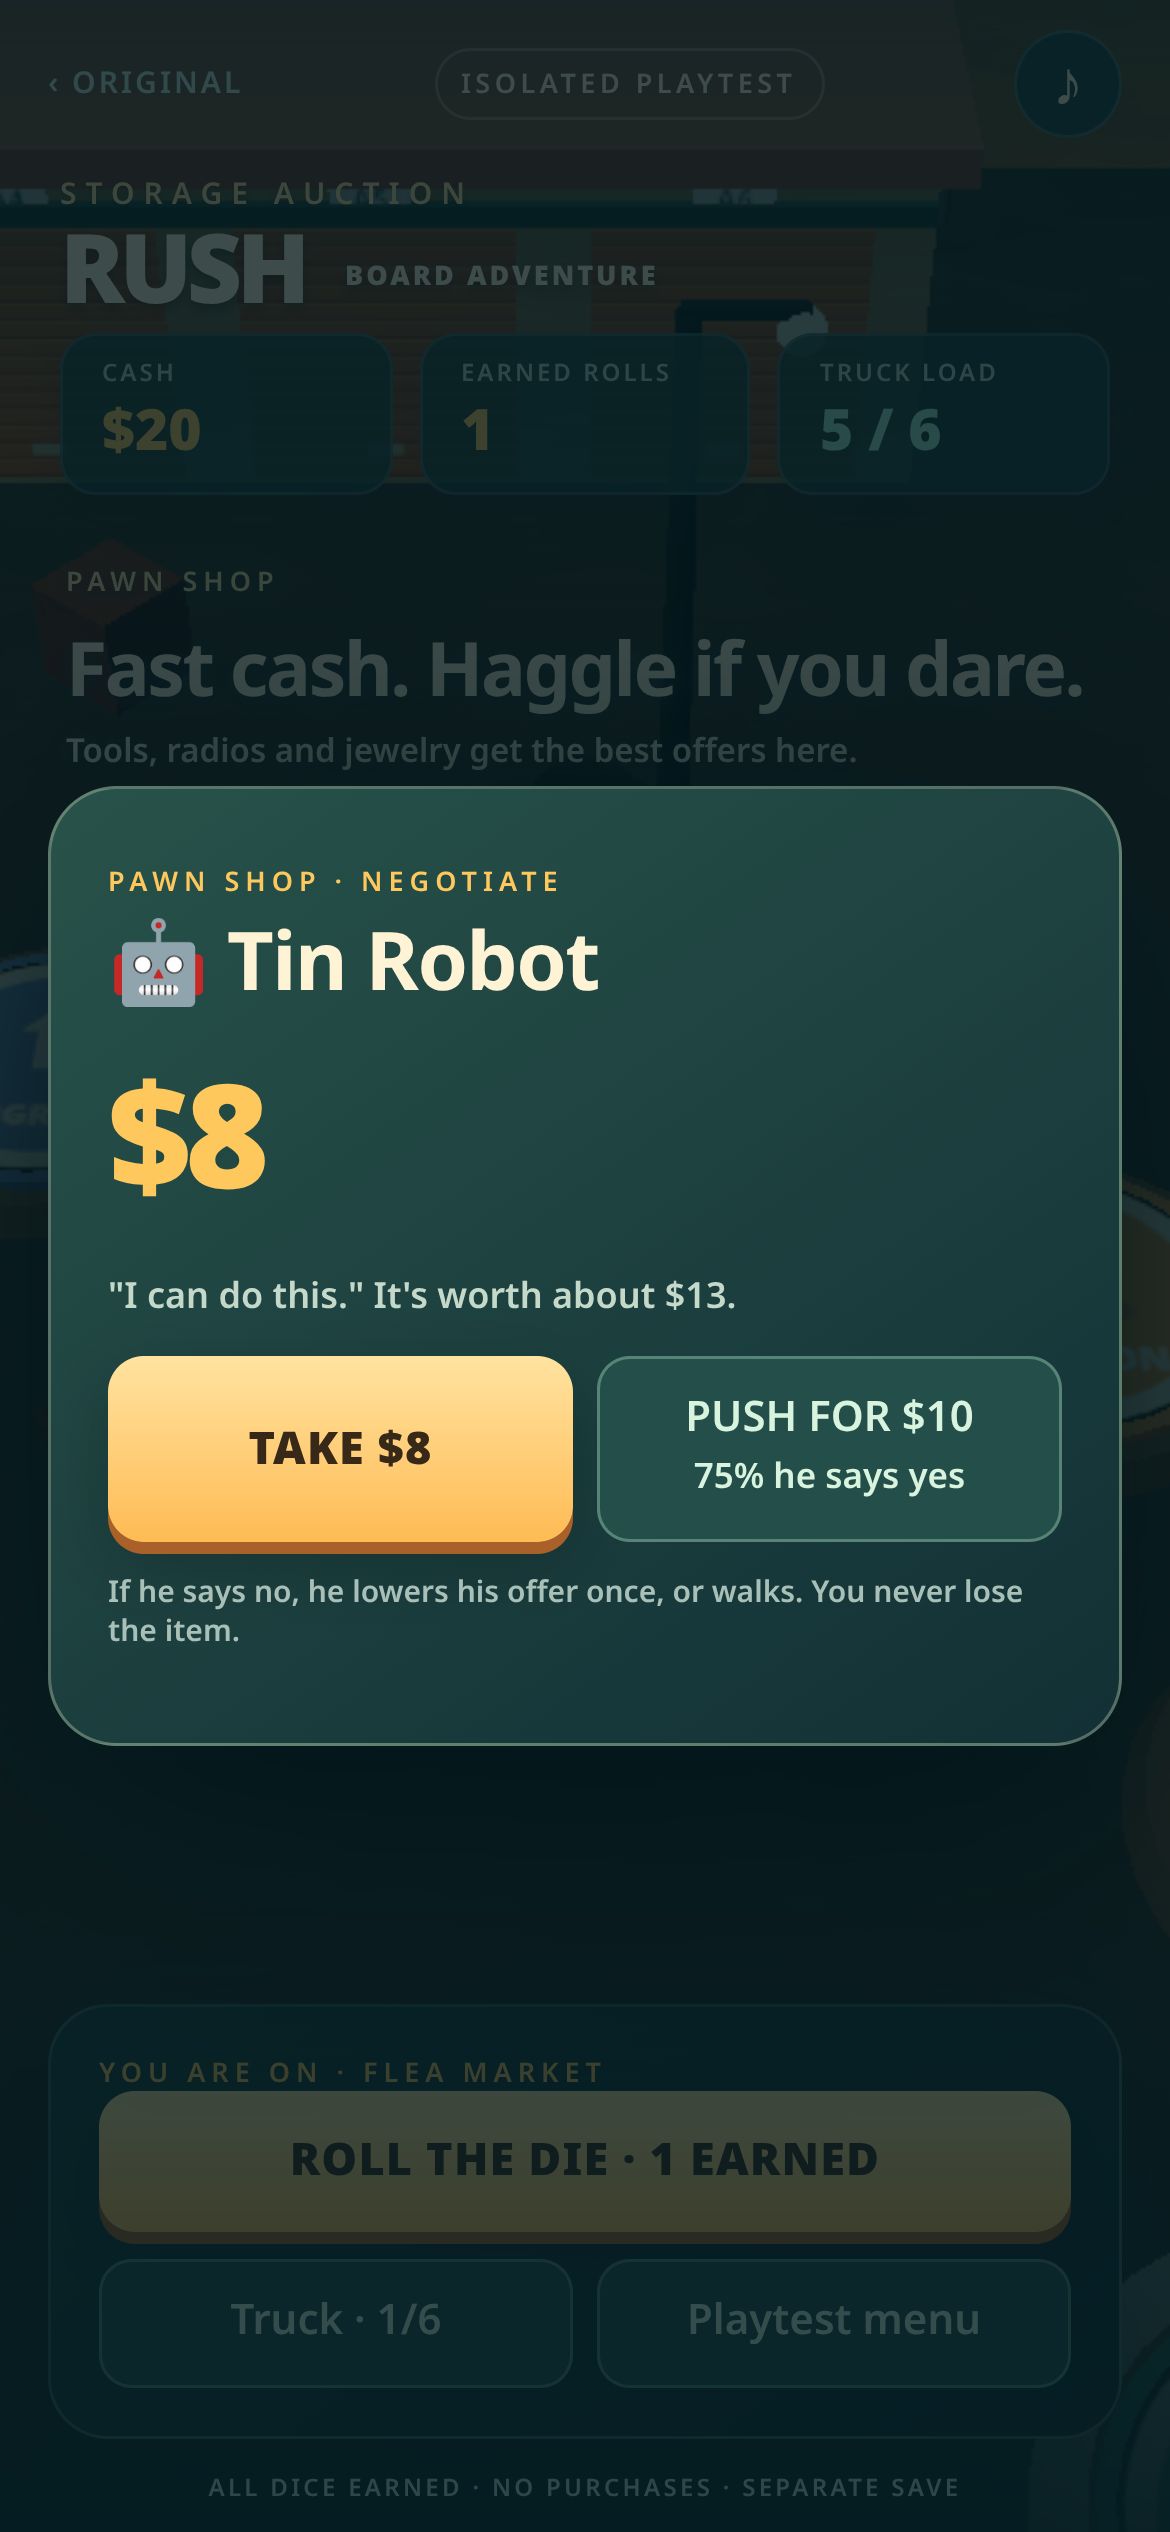 ‹ ORIGINAL
ISOLATED PLAYTEST
♪
STORAGE AUCTION
RUSH BOARD ADVENTURE
CASH
$20
EARNED ROLLS
1
TRUCK LOAD
5 / 6
PAWN SHOP
Fast cash. Haggle if you dare.
Tools, radios and jewelry get the best offers here.
PAWN SHOP · NEGOTIATE
🤖 Tin Robot
$8
"I can do this." It's worth about $13.
TAKE $8
PUSH FOR $10
75% he says yes
If he says no, he lowers his offer once, or walks. You never lose
the item.
YOU ARE ON · FLEA MARKET
ROLL THE DIE · 1 EARNED
Truck · 1/6
Playtest menu
ALL DICE EARNED · NO PURCHASES · SEPARATE SAVE